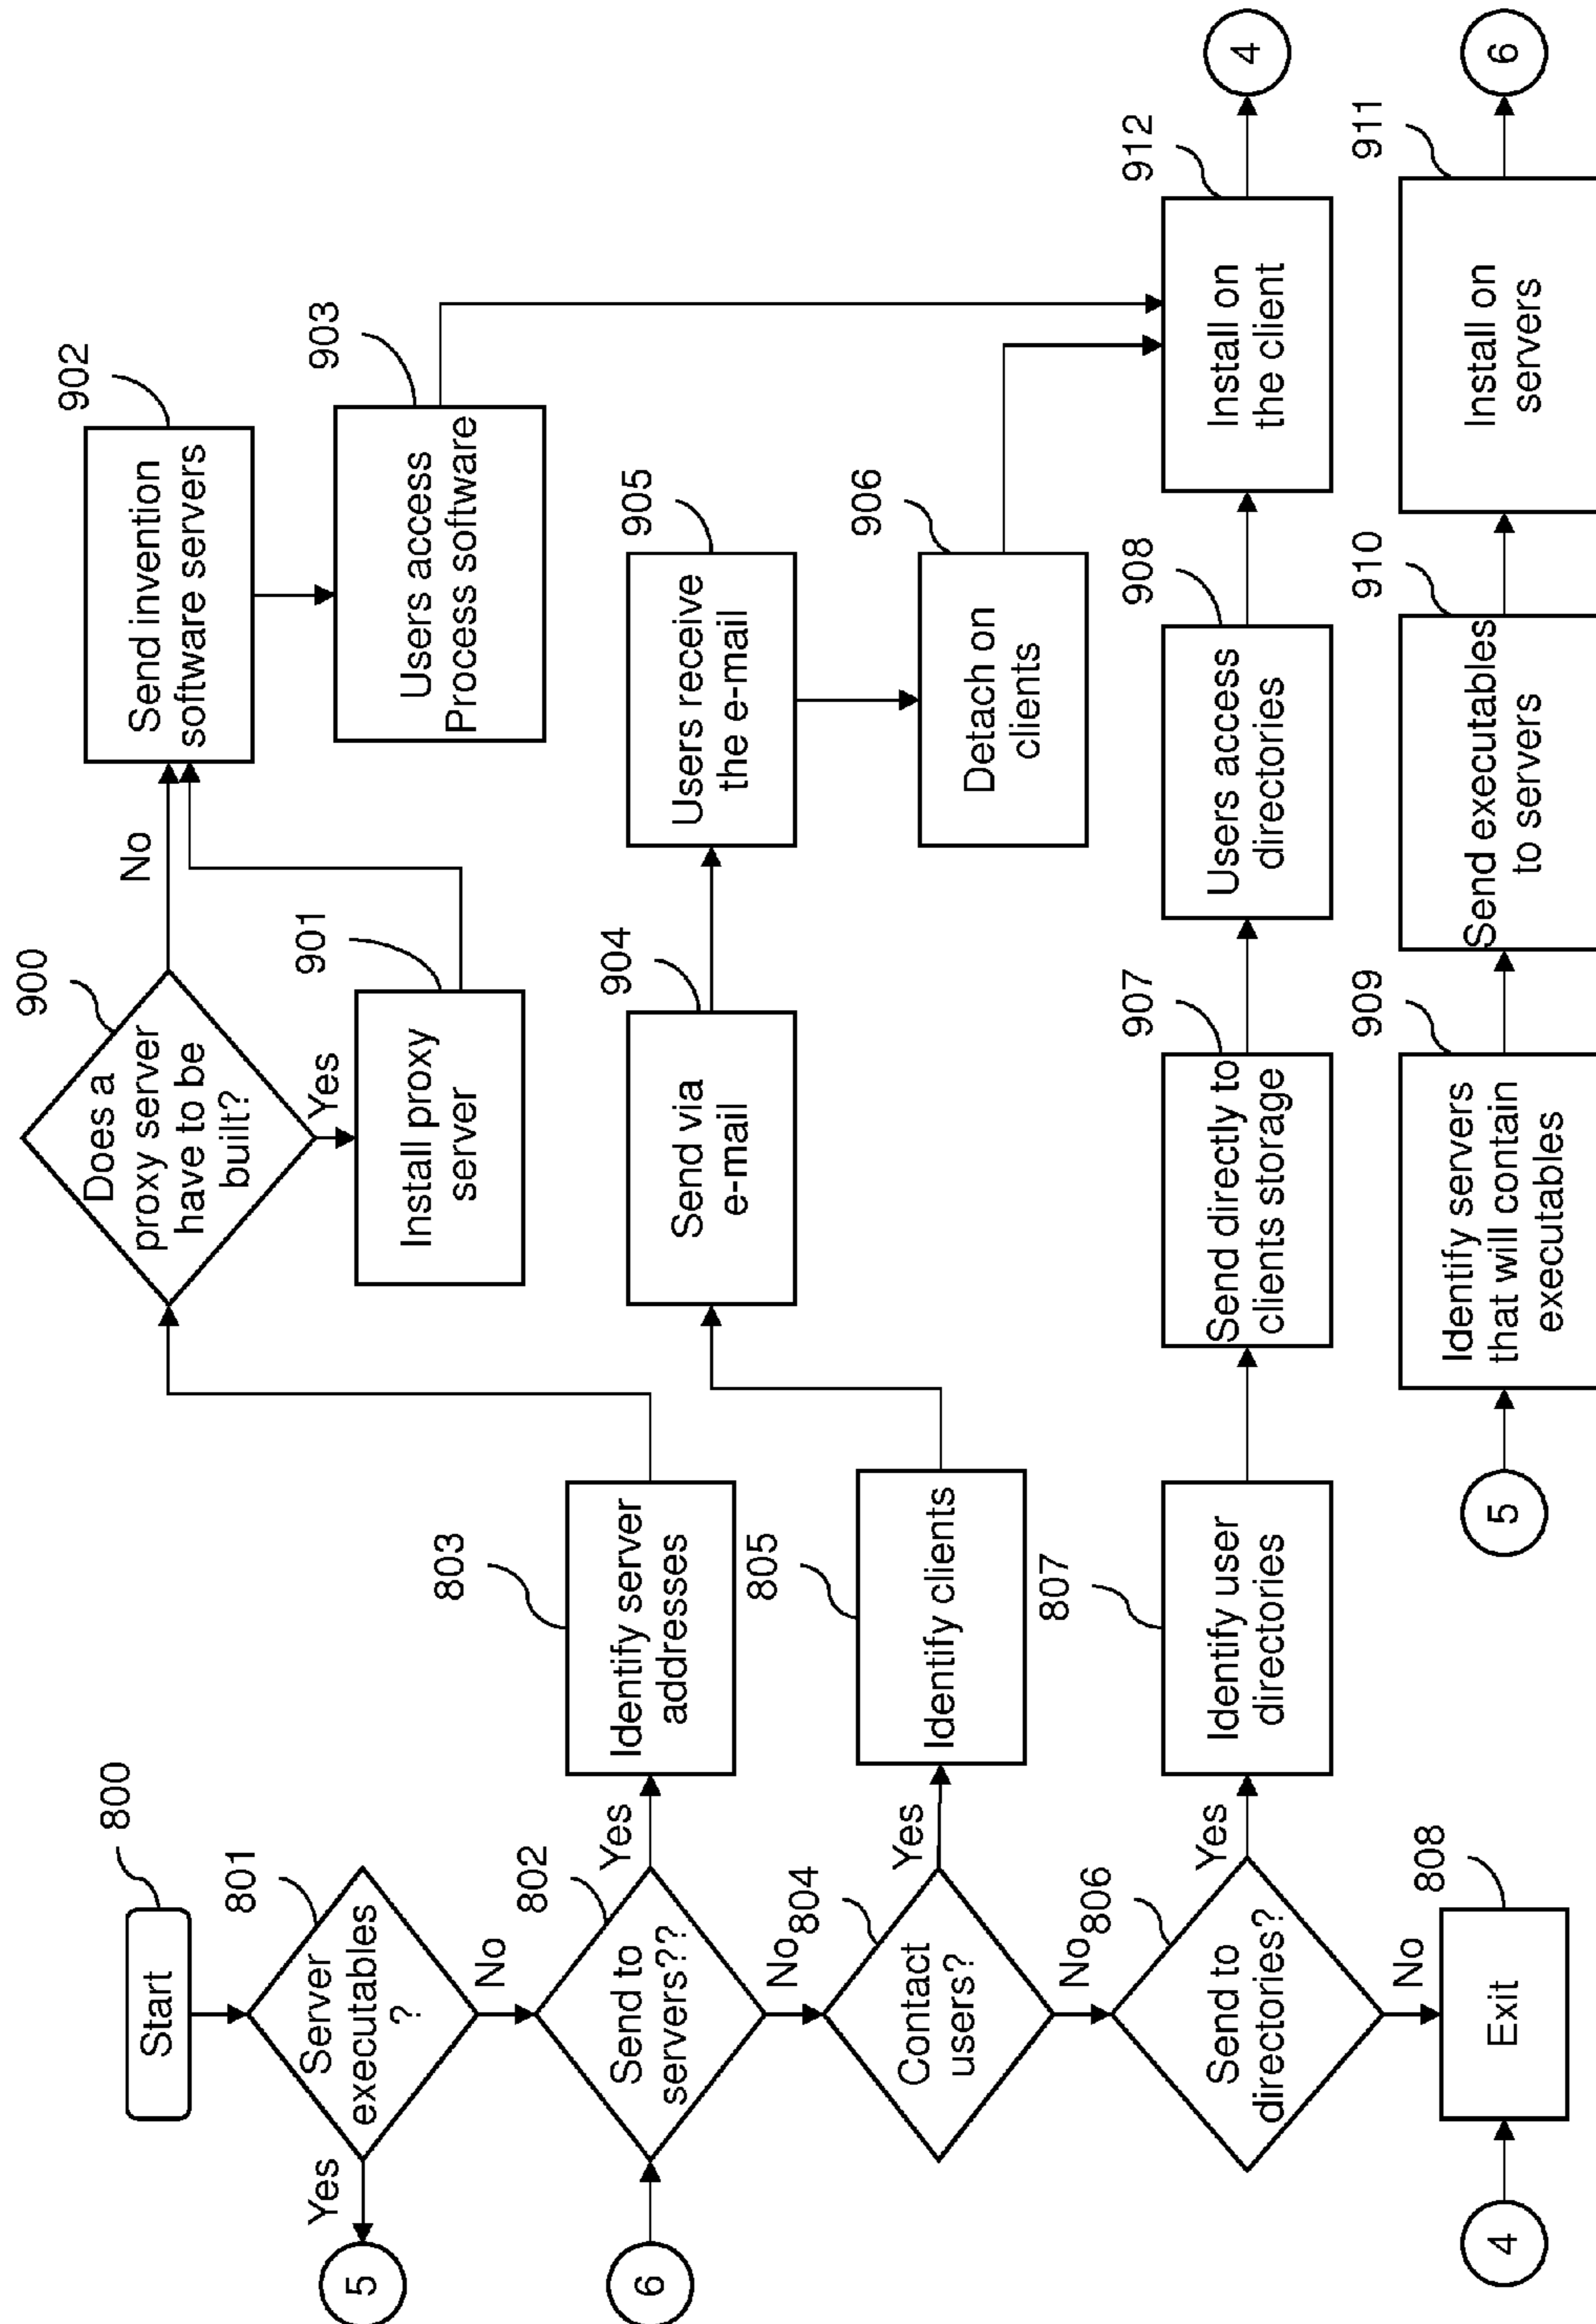 800
Start
801
Server
executables
?
Yes
5
No
802
6
Send to
servers??
Yes
803
Identify server
addresses
No
804
Contact
users?
Yes
805
Identify clients
No
806
Send to
directories?
Yes
807
Identify user
directories
No
808
4
Exit
900
Does a
proxy server
have to be
built?
No
Yes
901
Install proxy
server
902
Send invention
software servers
903
Users access
Process software
904
Send via
e-mail
905
Users receive
the e-mail
906
Detach on
clients
907
Send directly to
clients storage
908
Users access
directories
912
Install on
the client
4
5
909
Identify servers
that will contain
executables
910
Send executables
to servers
911
Install on
servers
6